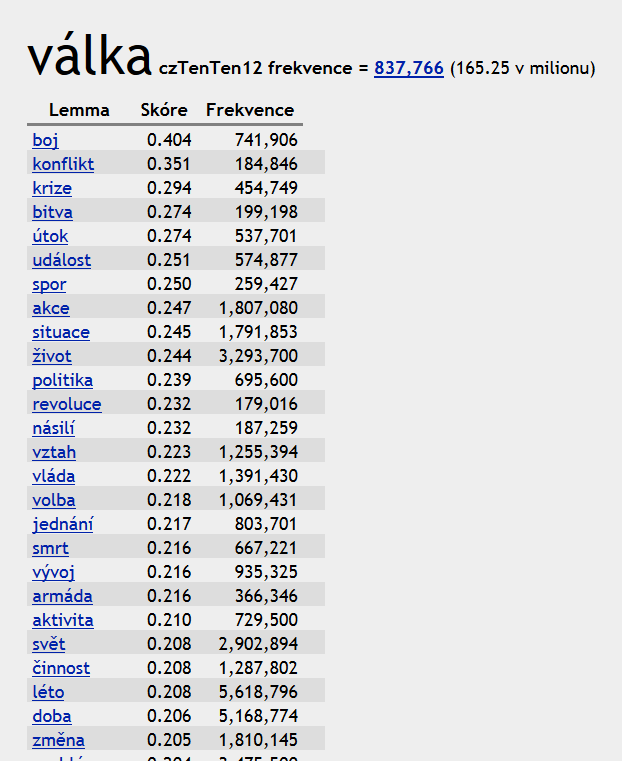 válka czTenTen12 frekvence = 837,766 (165.25 v milionu)
Lemma Skóre Frekvence
boj 0.404 741,906
konflikt 0.351 184,846
krize 0.294 454,749
bitva 0.274 199,198
útok 0.274 537,701
událost 0.251 574,877
spor 0.250 259,427
akce 0.247 1,807,080
situace 0.245 1,791,853
život 0.244 3,293,700
politika 0.239 695,600
revoluce 0.232 179,016
násilí 0.232 187,259
vztah 0.223 1,255,394
vláda 0.222 1,391,430
volba 0.218 1,069,431
jednání 0.217 803,701
smrt 0.216 667,221
vývoj 0.216 935,325
armáda 0.216 366,346
aktivita 0.210 729,500
svět 0.208 2,902,894
činnost 0.208 1,287,802
léto 0.208 5,618,796
doba 0.206 5,168,774
změna 0.205 1,810,145